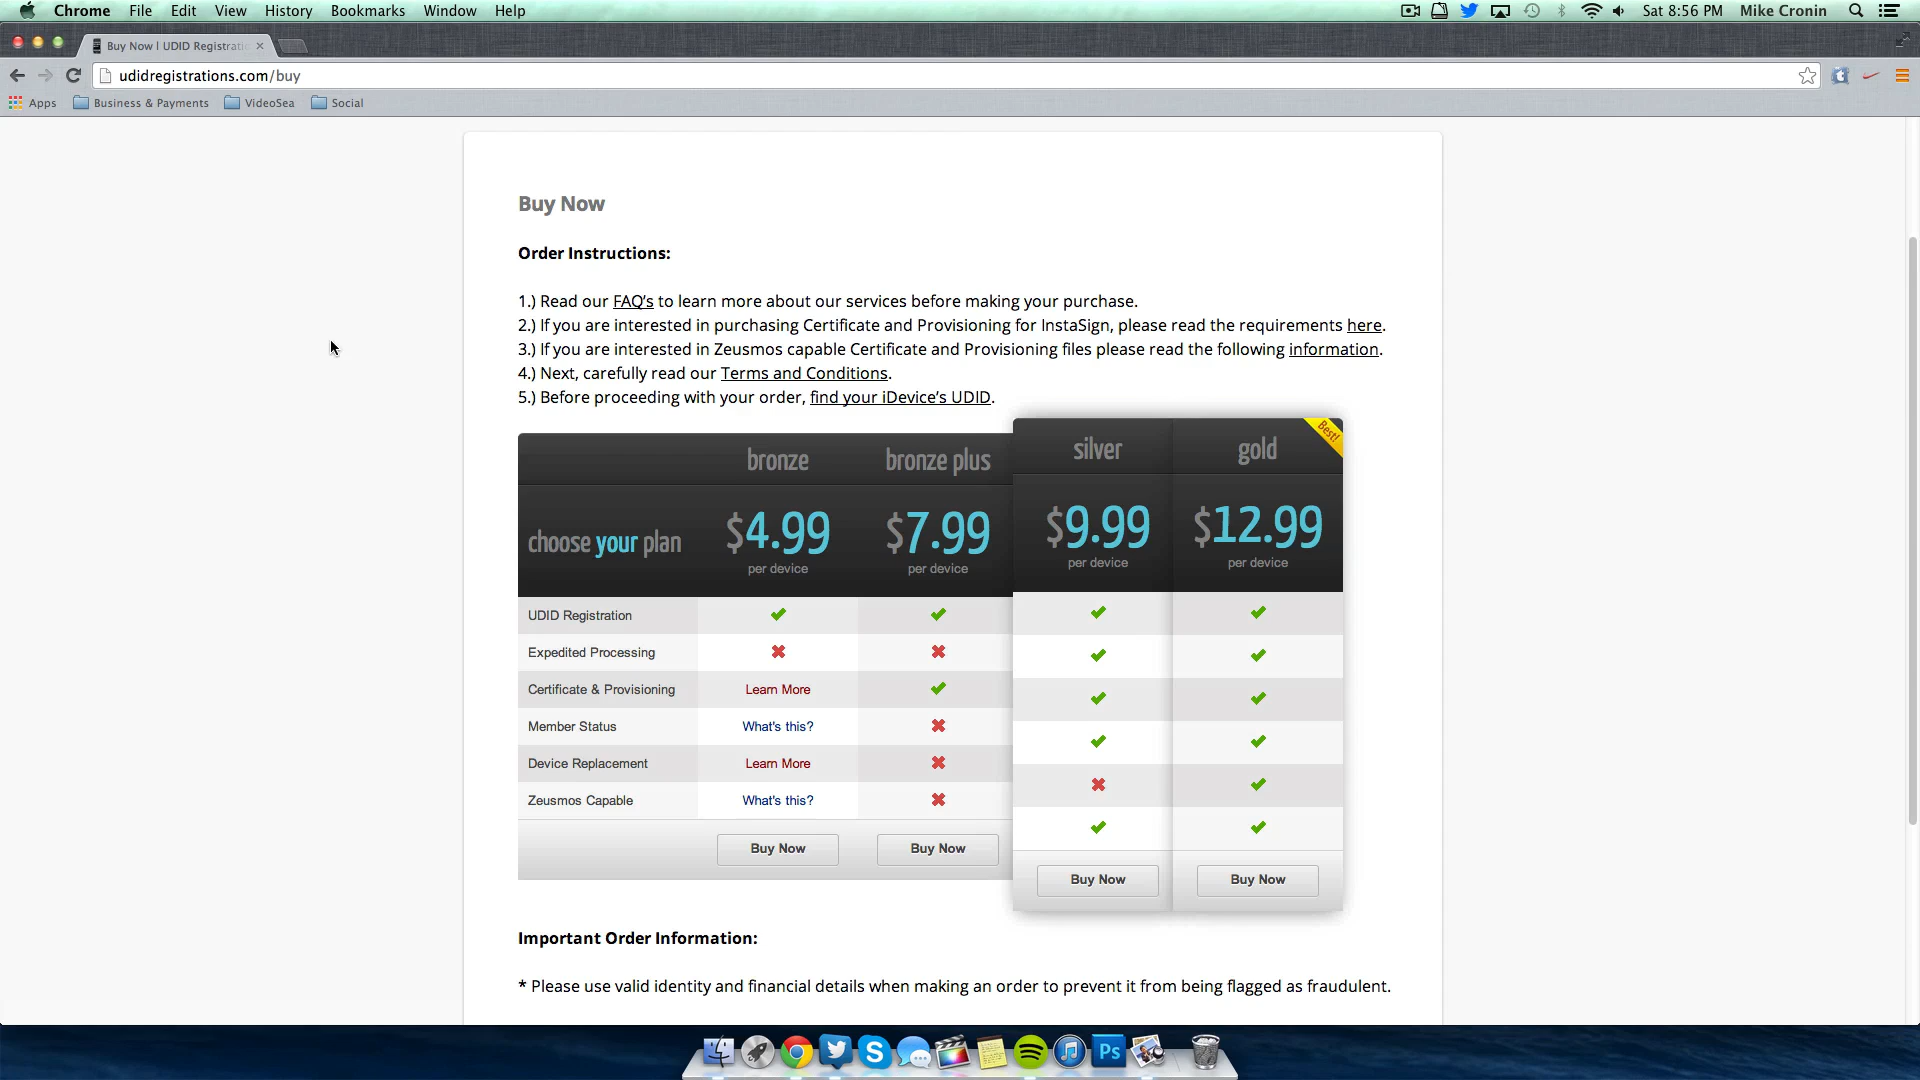 Chrome File Edit View History Bookmarks Window Help Sat 8:56 PM Mike Cronin
Buy Now | UDID Registrati
udidregistrations.com/buy
Apps Business & Payments VideoSea Social
Buy Now
Order Instructions:
1.) Read our FAQ's to learn more about our services before making your purchase.
2.) If you are interested in purchasing Certificate and Provisioning for InstaSign, please read the requirements here.
3.) If you are interested in Zeusmos capable Certificate and Provisioning files please read the following information.
4.) Next, carefully read our Terms and Conditions.
5.) Before proceeding with your order, find your iDevice's UDID.
bronze bronze plus silver gold Best!
choose your plan $4.99 $7.99 $9.99 $12.99
per device per device per device per device
UDID Registration
Expedited Processing
Certificate & Provisioning Learn More
Member Status What's this?
Device Replacement Learn More
Zeusmos Capable What's this?
Buy Now Buy Now Buy Now Buy Now
Important Order Information:
* Please use valid identity and financial details when making an order to prevent it from being flagged as fraudulent.
Ps